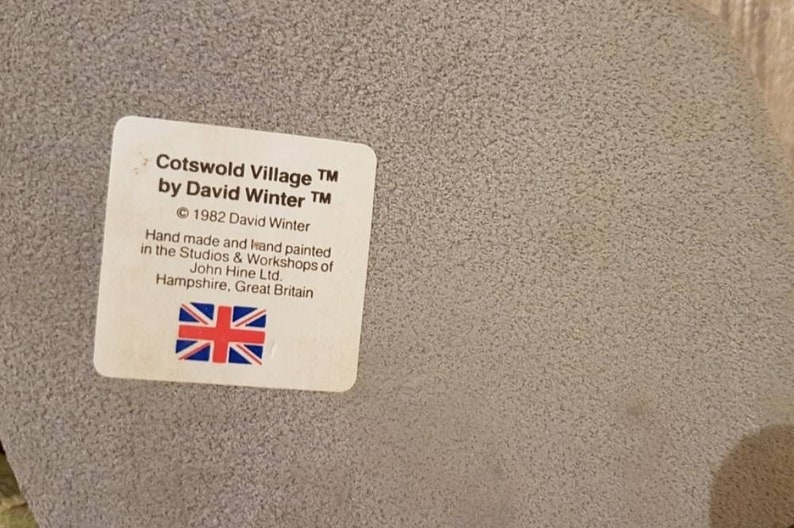 Cotswold Village ™
by David Winter ™
© 1982 David Winter
Hand made and hand painted
in the Studios & Workshops of
John Hine Ltd.
Hampshire, Great Britain